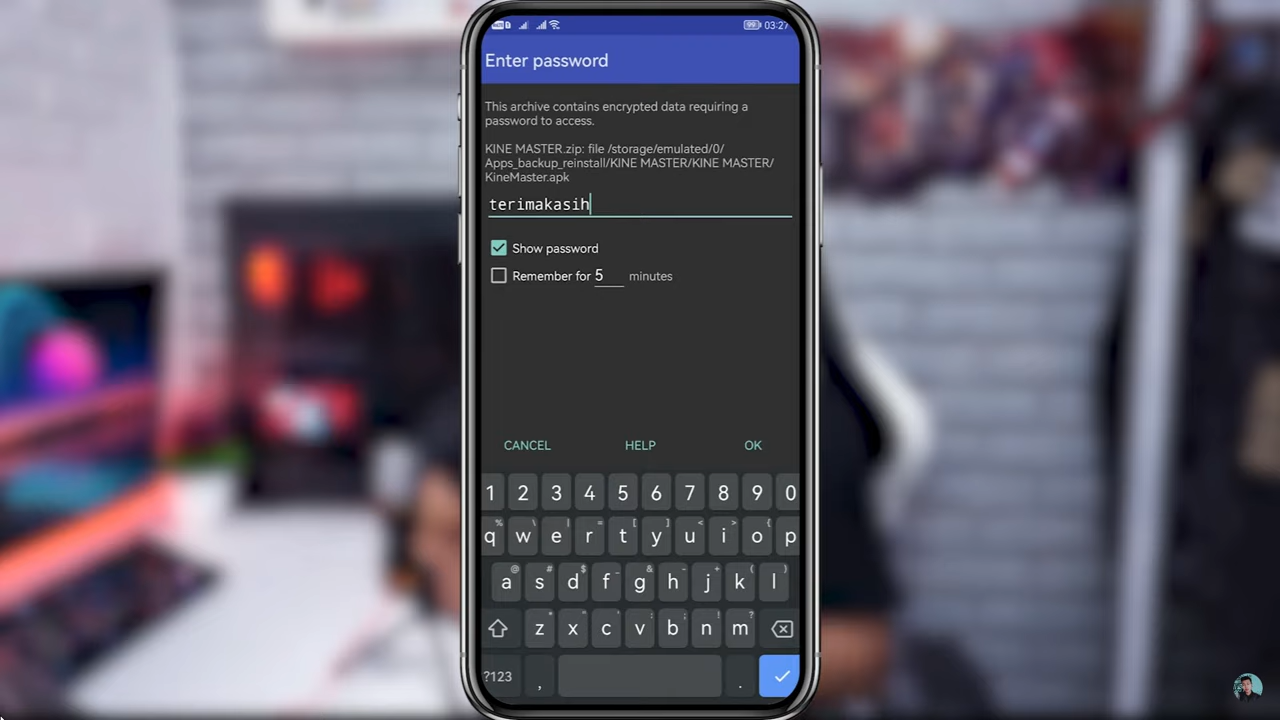 03:27
Enter password
This archive contains encrypted data requiring a
password to access.
KINE MASTER.zip: file /storage/emulated/0/
Apps_backup_reinstall/KINE MASTER/KINE MASTER/
KineMaster.apk
terimakasih
Show password
Remember for 5 minutes
CANCEL HELP OK
1 2 3 4 5 6 7 8 9 0
q w e r t y u i o p
a s d f g h j k l
z x c v b n m
?123 , .